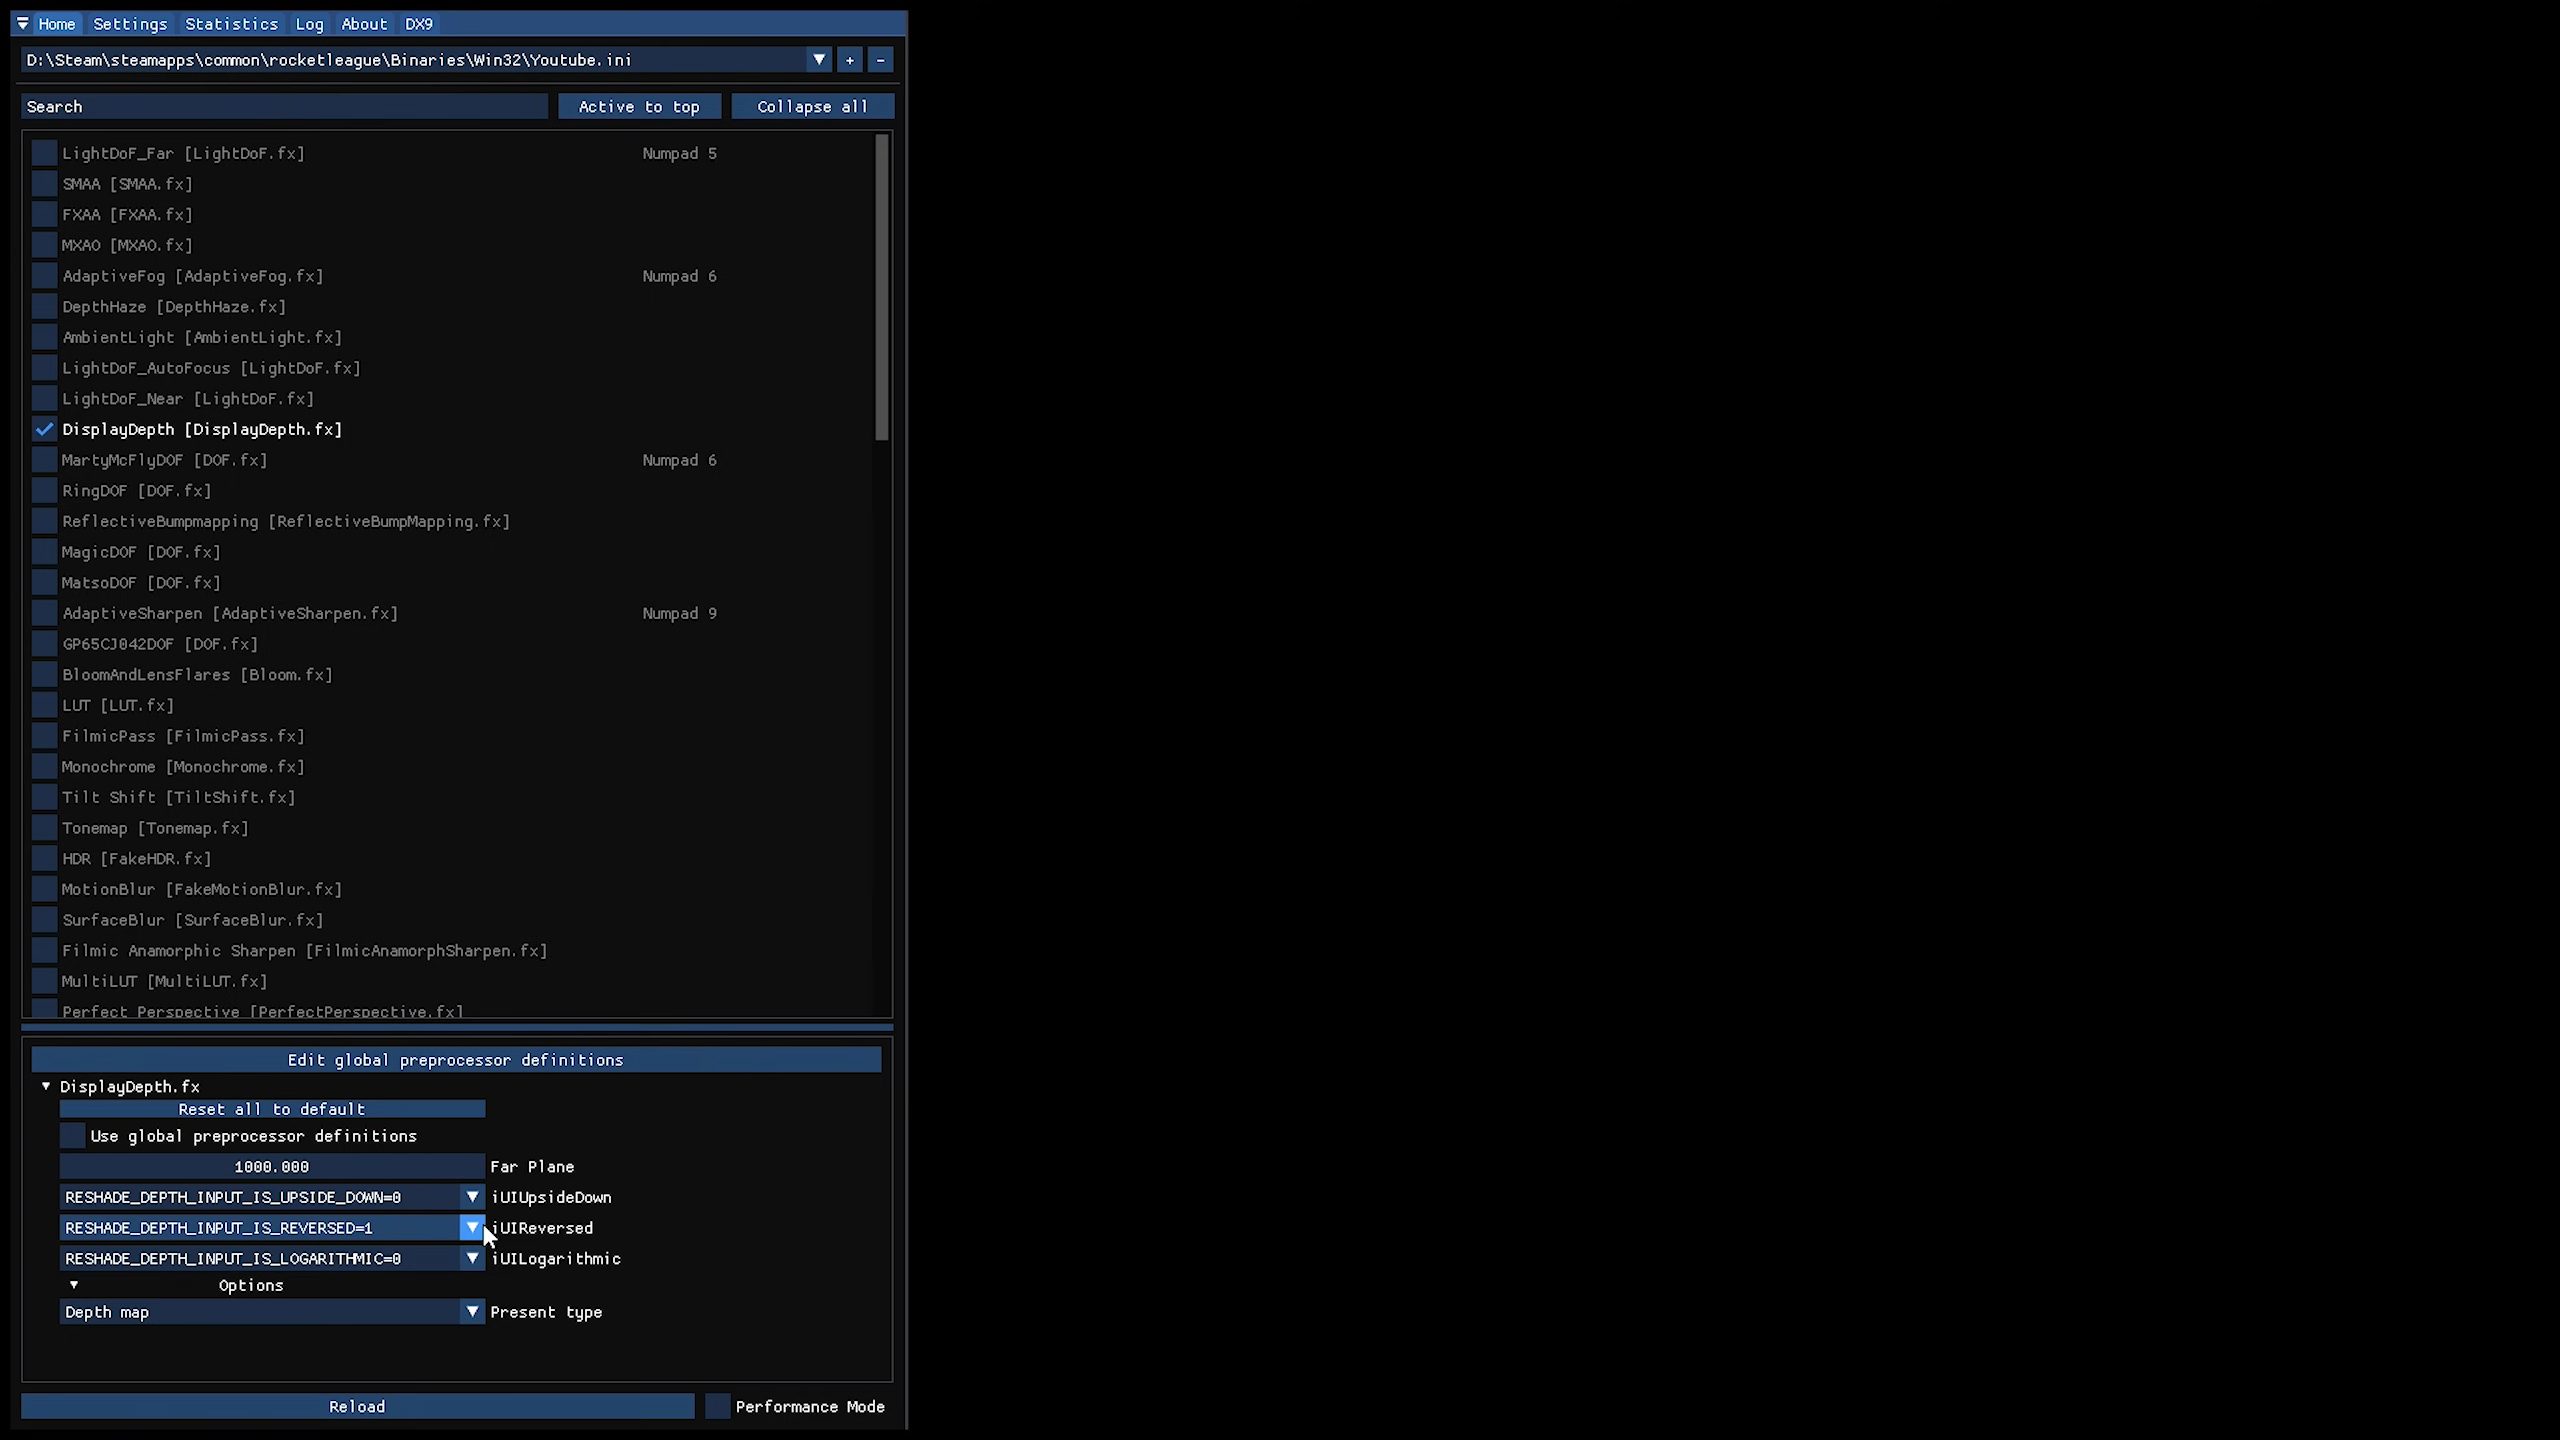 Home Settings Statistics Log About DX9
D:\Steam\steamapps\common\rocketleague\Binaries\Win32\Youtube.ini + -
Search Active to top Collapse all
LightDoF_Far [LightDoF.fx] Numpad 5
SMAA [SMAA.fx]
FXAA [FXAA.fx]
MXAO [MXAO.fx]
AdaptiveFog [AdaptiveFog.fx] Numpad 6
DepthHaze [DepthHaze.fx]
AmbientLight [AmbientLight.fx]
LightDoF_AutoFocus [LightDoF.fx]
LightDoF_Near [LightDoF.fx]
DisplayDepth [DisplayDepth.fx]
MartyMcFlyDOF [DOF.fx] Numpad 6
RingDOF [DOF.fx]
ReflectiveBumpmapping [ReflectiveBumpMapping.fx]
MagicDOF [DOF.fx]
MatsoDOF [DOF.fx]
AdaptiveSharpen [AdaptiveSharpen.fx] Numpad 9
GP65CJ042DOF [DOF.fx]
BloomAndLensFlares [Bloom.fx]
LUT [LUT.fx]
FilmicPass [FilmicPass.fx]
Monochrome [Monochrome.fx]
Tilt Shift [TiltShift.fx]
Tonemap [Tonemap.fx]
HDR [FakeHDR.fx]
MotionBlur [FakeMotionBlur.fx]
SurfaceBlur [SurfaceBlur.fx]
Filmic Anamorphic Sharpen [FilmicAnamorphSharpen.fx]
MultiLUT [MultiLUT.fx]
Perfect Perspective [PerfectPerspective.fx]
Edit global preprocessor definitions
DisplayDepth.fx
Reset all to default
Use global preprocessor definitions
1000.000 Far Plane
RESHADE_DEPTH_INPUT_IS_UPSIDE_DOWN=0 iUIUpsideDown
RESHADE_DEPTH_INPUT_IS_REVERSED=1 iUIReversed
RESHADE_DEPTH_INPUT_IS_LOGARITHMIC=0 iUILogarithmic
Options
Depth map Present type
Reload Performance Mode